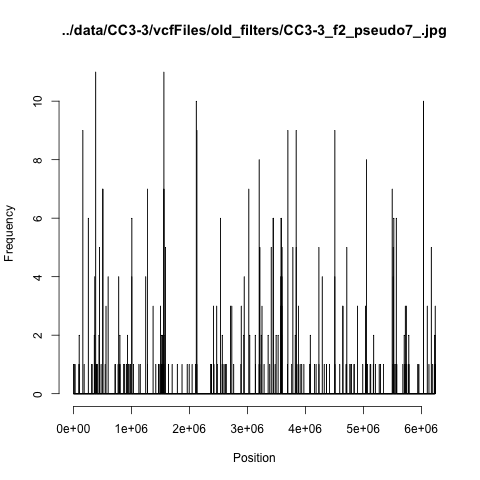 ../data/CC3-3/vcfFiles/old_filters/CC3-3_f2_pseudo7_.jpg
Frequency
10
8
6
4
2
0
0e+00 1e+06 2e+06 3e+06 4e+06 5e+06 6e+06
Position